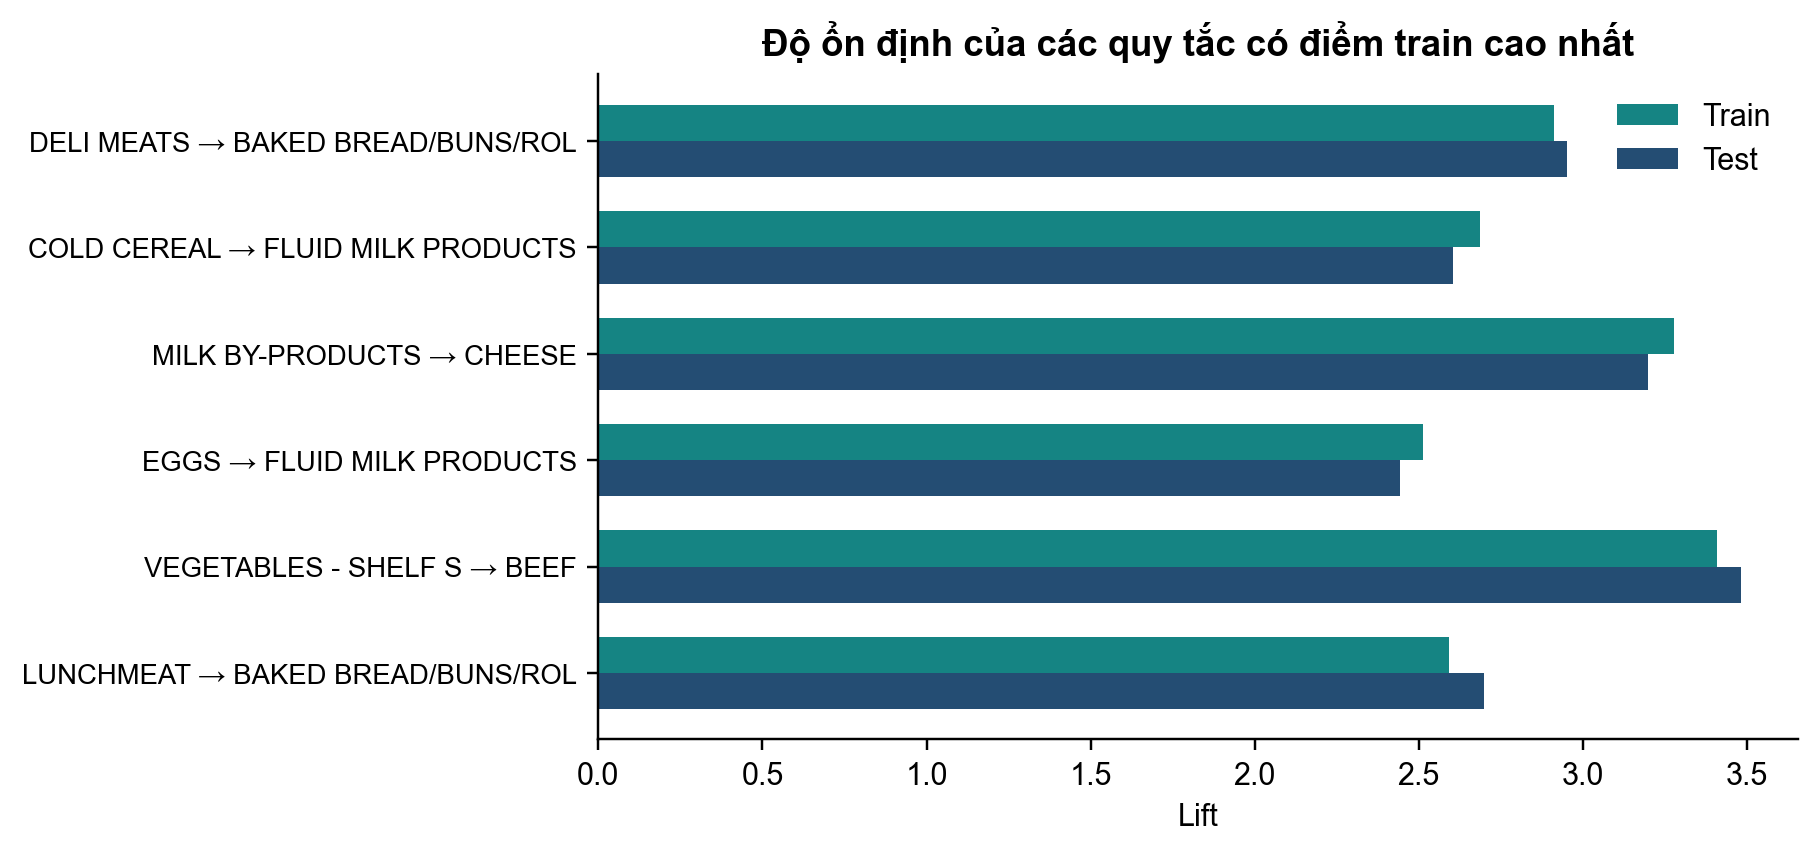 Độ ổn định của các quy tắc có điểm train cao nhất
Train
Test
DELI MEATS → BAKED BREAD/BUNS/ROL
COLD CEREAL → FLUID MILK PRODUCTS
MILK BY-PRODUCTS → CHEESE
EGGS → FLUID MILK PRODUCTS
VEGETABLES - SHELF S → BEEF
LUNCHMEAT → BAKED BREAD/BUNS/ROL
0.0 0.5 1.0 1.5 2.0 2.5 3.0 3.5
Lift